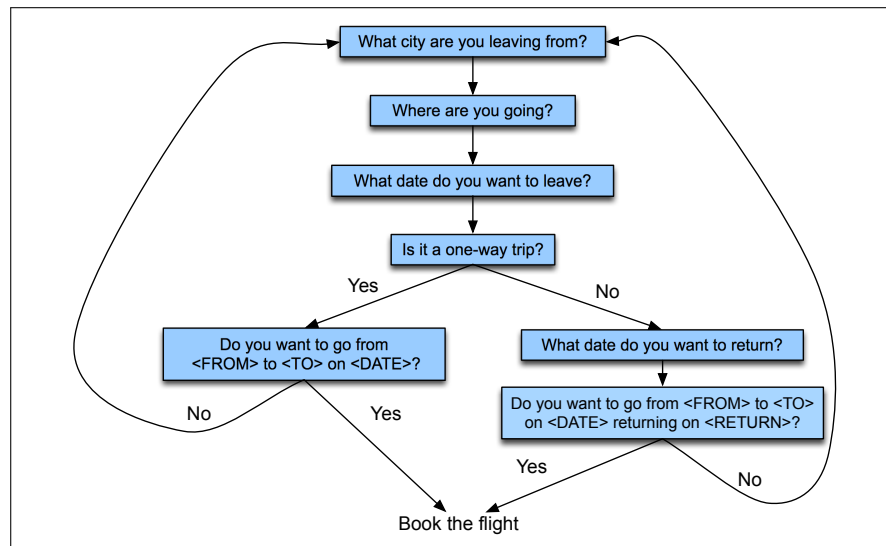 What city are you leaving from?
Where are you going?
What date do you want to leave?
Is it a one-way trip?
Yes
No
Do you want to go from
<FROM> to <TO> on <DATE>?
What date do you want to return?
Do you want to go from <FROM> to <TO>
on <DATE> returning on <RETURN>?
No
Yes
Yes
No
Book the flight